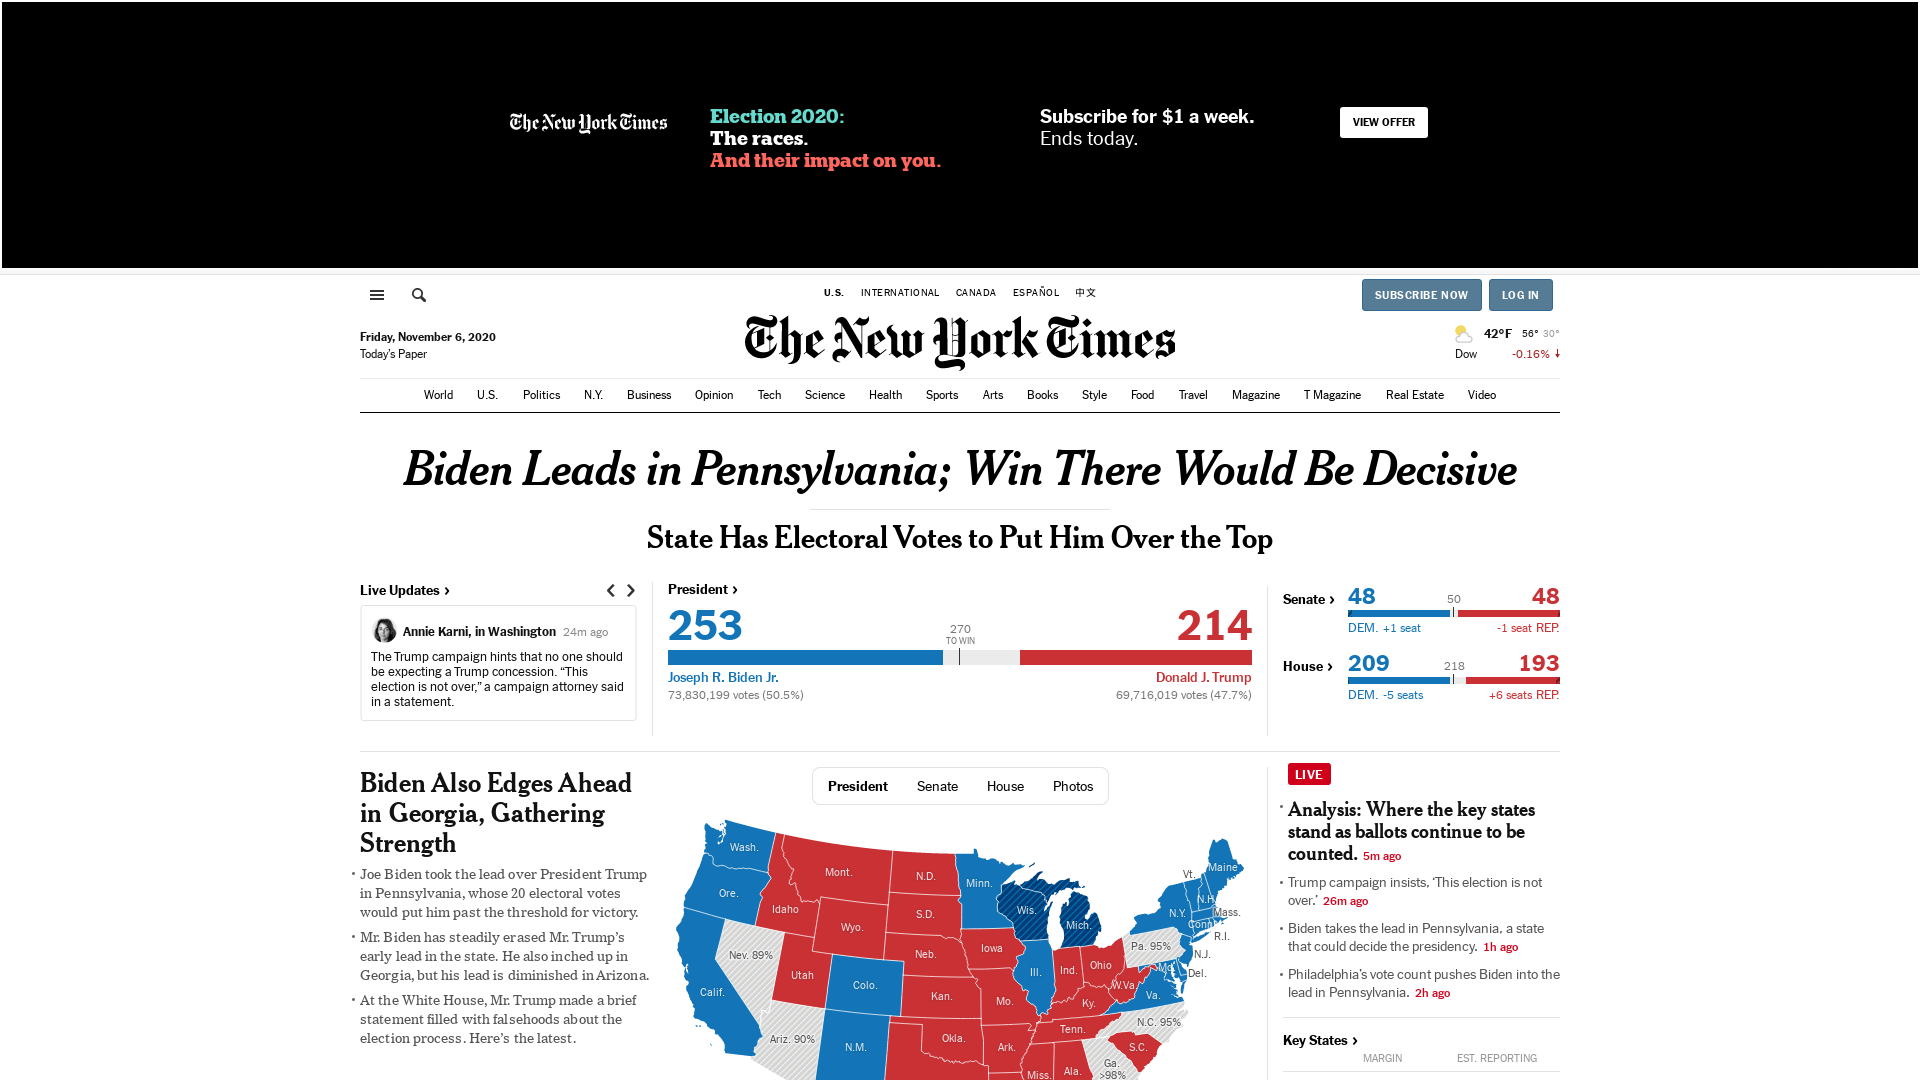 The New York Times
Election 2020:
The races.
And their impact on you.
Subscribe for $1 a week.
Ends today.
VIEW OFFER
U.S. INTERNATIONAL CANADA ESPAÑOL 中文
SUBSCRIBE NOW LOG IN
Friday, November 6, 2020
Today's Paper
The New York Times
42°F 56° 30°
Dow -0.16%
World U.S. Politics N.Y. Business Opinion Tech Science Health Sports Arts Books Style Food Travel Magazine T Magazine Real Estate Video
Biden Leads in Pennsylvania; Win There Would Be Decisive
State Has Electoral Votes to Put Him Over the Top
Live Updates
Annie Karni, in Washington 24m ago
The Trump campaign hints that no one should
be expecting a Trump concession. “This
election is not over,” a campaign attorney said
in a statement.
President
253
270
TO WIN
214
Joseph R. Biden Jr. Donald J. Trump
73,830,199 votes (50.5%) 69,716,019 votes (47.7%)
Senate 48 50 48
DEM. +1 seat -1 seat REP.
House 209 218 193
DEM. -5 seats +6 seats REP.
Biden Also Edges Ahead
in Georgia, Gathering
Strength
• Joe Biden took the lead over President Trump
in Pennsylvania, whose 20 electoral votes
would put him past the threshold for victory.
• Mr. Biden has steadily erased Mr. Trump’s
early lead in the state. He also inched up in
Georgia, but his lead is diminished in Arizona.
• At the White House, Mr. Trump made a brief
statement filled with falsehoods about the
election process. Here’s the latest.
President Senate House Photos
Wash.
Mont.
N.D.
Minn.
Vt.
Maine
Ore.
Idaho
S.D.
Wis.
Mich.
N.Y.
N.H.
Mass.
Conn.
R.I.
Wyo.
Iowa
Neb.
Nev. 89%
Pa. 95%
N.J.
Utah
Colo.
Ill.
Ind.
Ohio
Md.
Del.
Calif.
Kan.
Mo.
W.Va.
Va.
Ky.
Ariz. 90%
N.M.
Okla.
Ark.
Tenn.
N.C. 95%
S.C.
Miss.
Ala.
Ga.
>98%
LIVE
• Analysis: Where the key states
stand as ballots continue to be
counted. 5m ago
• Trump campaign insists, ‘This election is not
over.’ 26m ago
• Biden takes the lead in Pennsylvania, a state
that could decide the presidency. 1h ago
• Philadelphia’s vote count pushes Biden into the
lead in Pennsylvania. 2h ago
Key States
MARGIN EST. REPORTING